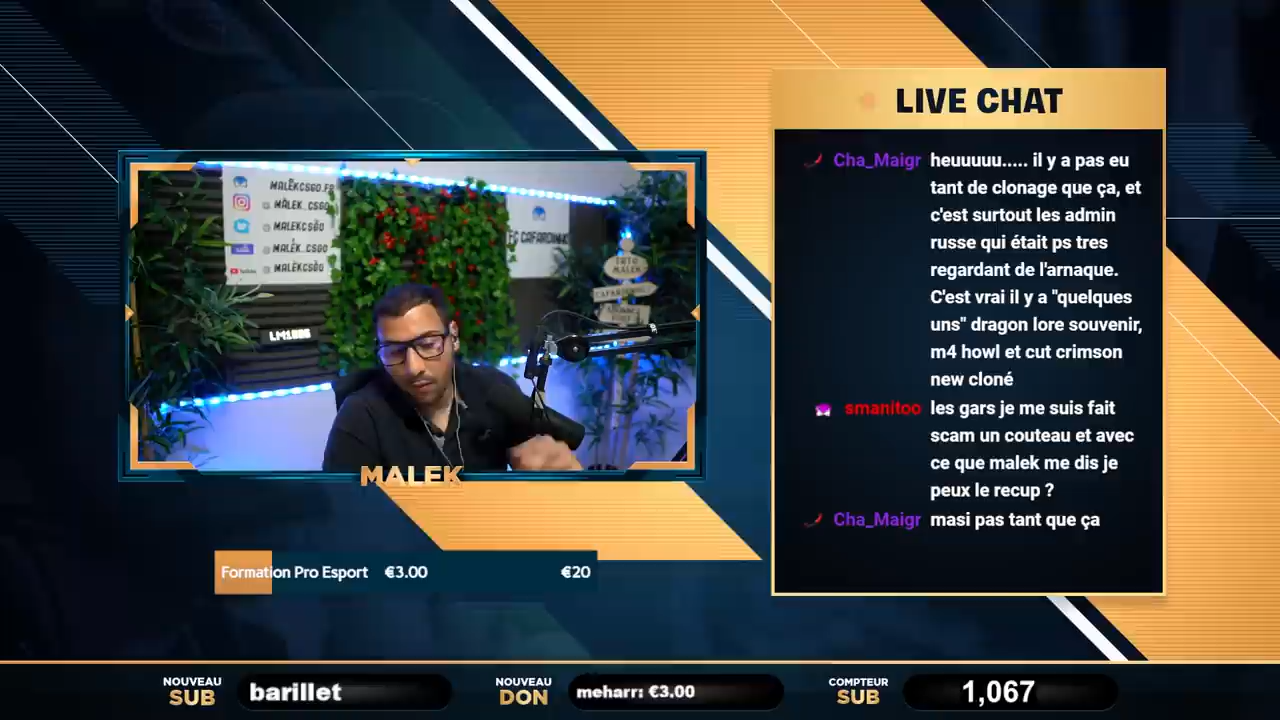 LIVE CHAT
Cha_Maigr heuuuuu..... il y a pas eu
tant de clonage que ça, et
c'est surtout les admin
russe qui était ps tres
regardant de l'arnaque.
C'est vrai il y a "quelques
uns" dragon lore souvenir,
m4 howl et cut crimson
new cloné
smanitoo les gars je me suis fait
scam un couteau et avec
ce que malek me dis je
peux le recup ?
Cha_Maigr masi pas tant que ça
MALEKCSGO.FR
@ MALEK_CSGO
@ MALEKCSGO
@ MALEK_CSGO
YouTube @ MALEKCSGO
MALEK
Formation Pro Esport €3.00 €20
NOUVEAU
SUB
barillet
NOUVEAU
DON
meharr: €3.00
COMPTEUR
SUB
1,067